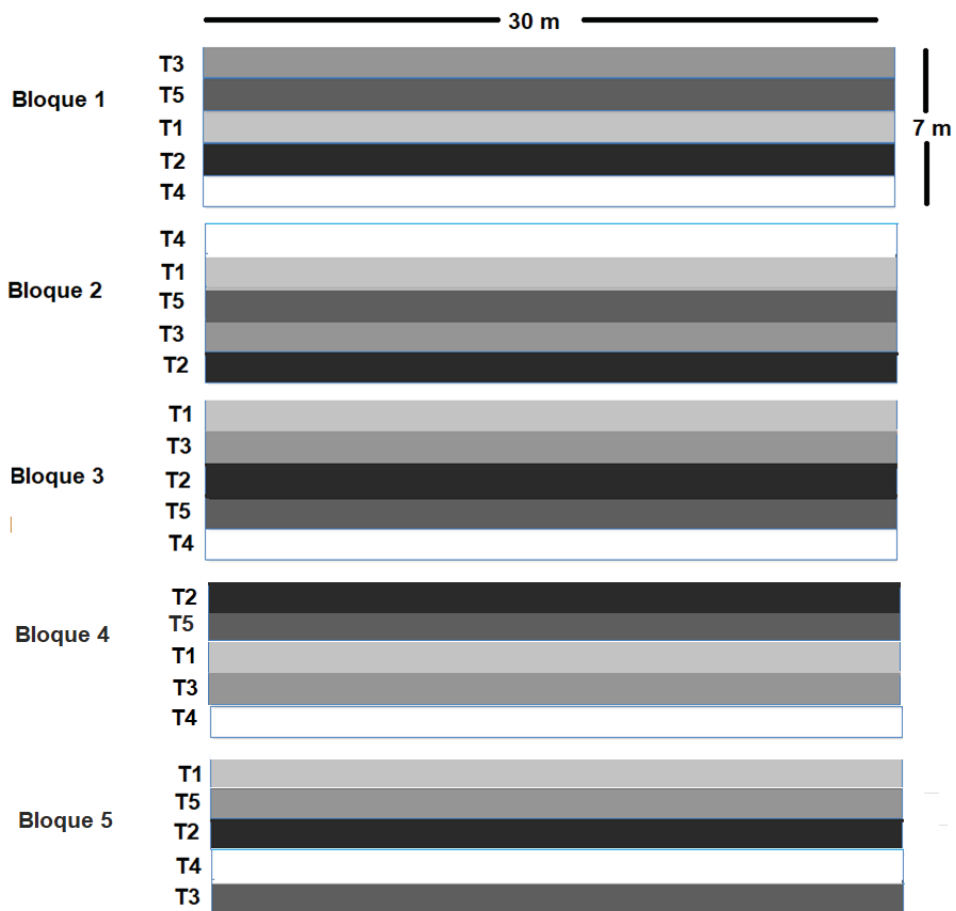 30 m
T3
T5
Bloque 1
T1
7 m
T2
T4
T4
T1
Bloque 2
T5
T3
T2
T1
T3
Bloque 3
T2
T5
T4
T2
T5
Bloque 4
T1
T3
T4
T1
T5
Bloque 5
T2
T4
T3